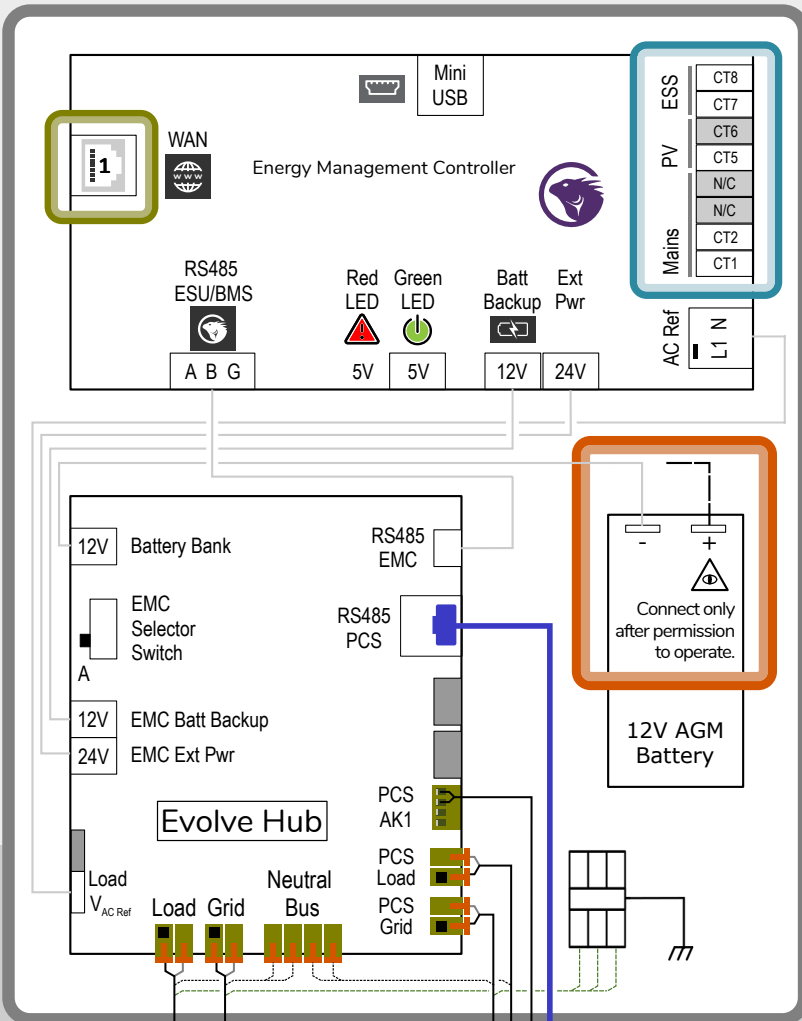 Mini
USB
ESS
CT8
CT7
PV
CT6
CT5
N/C
N/C
Mains
CT2
CT1
1
WAN
www
Energy Management Controller
RS485
ESU/BMS
Red
LED
Green
LED
Batt
Backup
Ext
Pwr
AC Ref
L1 N
A B G
5V
5V
12V
24V
12V
Battery Bank
RS485
EMC
EMC
Selector
Switch
A
RS485
PCS
-
+
Connect only
after permission
to operate.
12V AGM
Battery
12V
EMC Batt Backup
24V
EMC Ext Pwr
Evolve Hub
PCS
AK1
PCS
Load
PCS
Grid
Load
VAC Ref
Load
Grid
Neutral
Bus